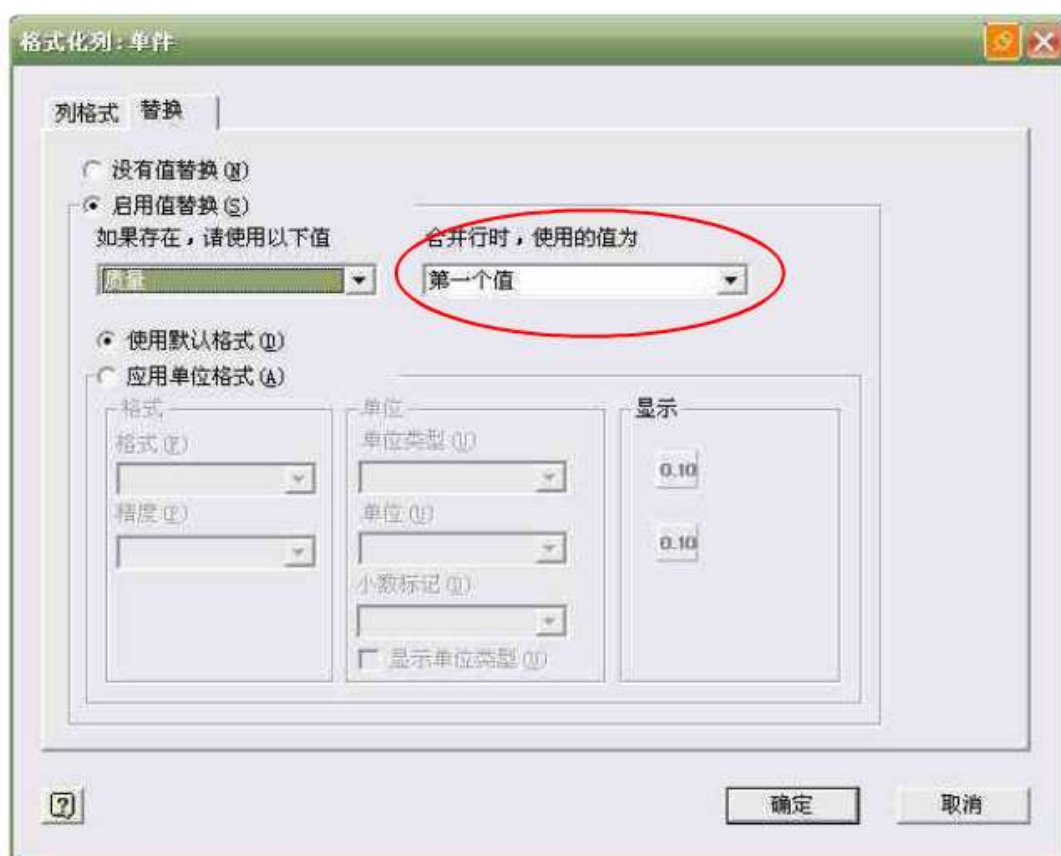 格式化列:单件
列格式 替换
没有值替换(N)
启用值替换(S)
如果存在，请使用以下值
合并行时，使用的值为
质量
第一个值
使用默认格式(D)
应用单位格式(A)
格式
单位
显示
格式(F)
单位类型(U)
0.10
精度(P)
单位(U)
0.10
小数标记(D)
显示单位类型(U)
确定
取消